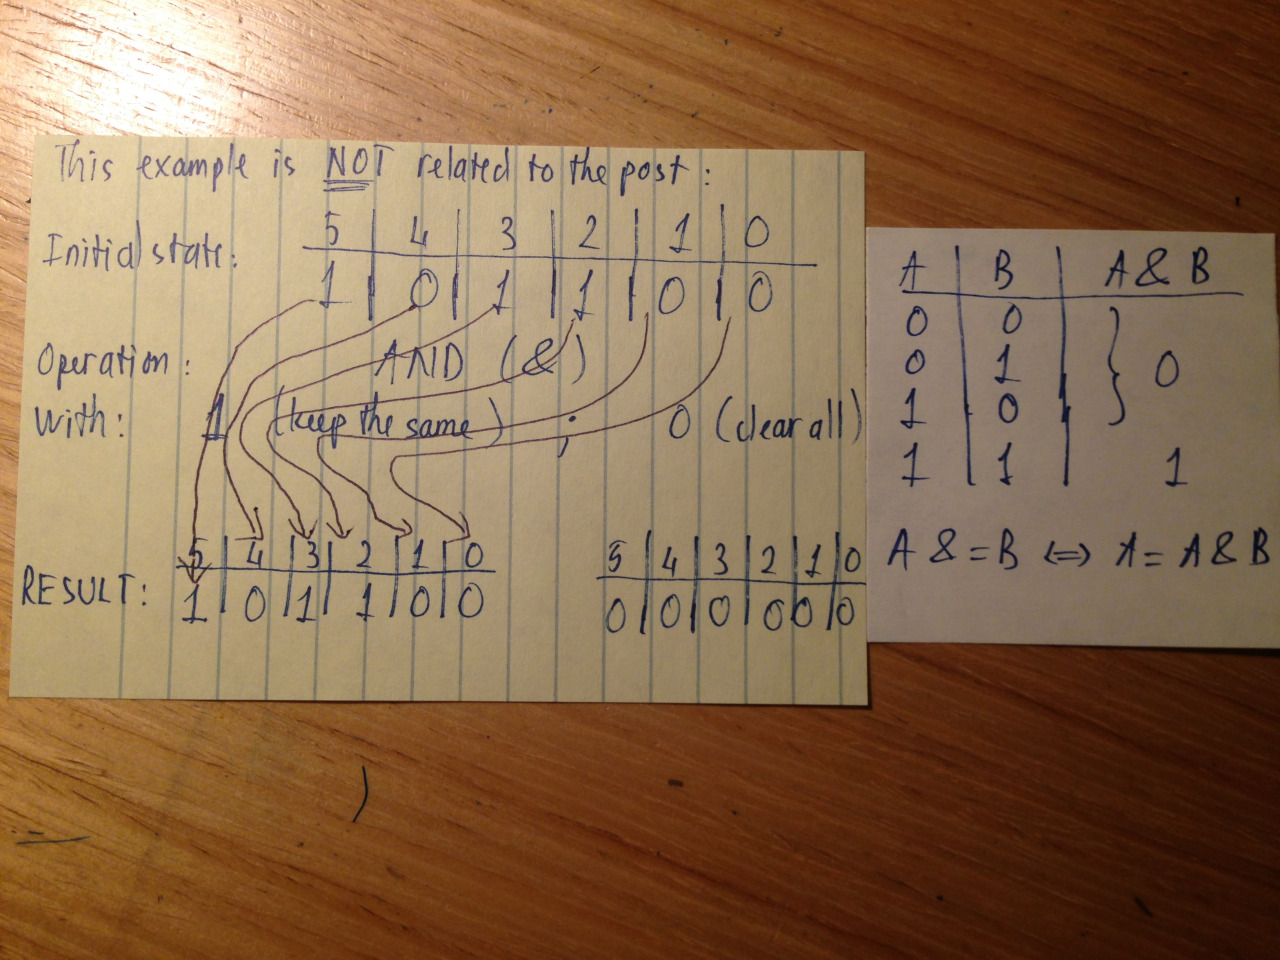 This example is NOT related to the post:
5 | 4 | 3 | 2 | 1 | 0
Initial state:
1 | 0 | 1 | 1 | 0 | 0
Operation: AND (&)
With: 1 (keep the same) ; 0 (clear all)
5 | 4 | 3 | 2 | 1 | 0
RESULT: 1 | 0 | 1 | 1 | 0 | 0
5 | 4 | 3 | 2 | 1 | 0
0 | 0 | 0 | 0 | 0 | 0
A | B | A & B
0 0
0 1 } 0
1 0
1 1 1
A &= B <=> A = A & B